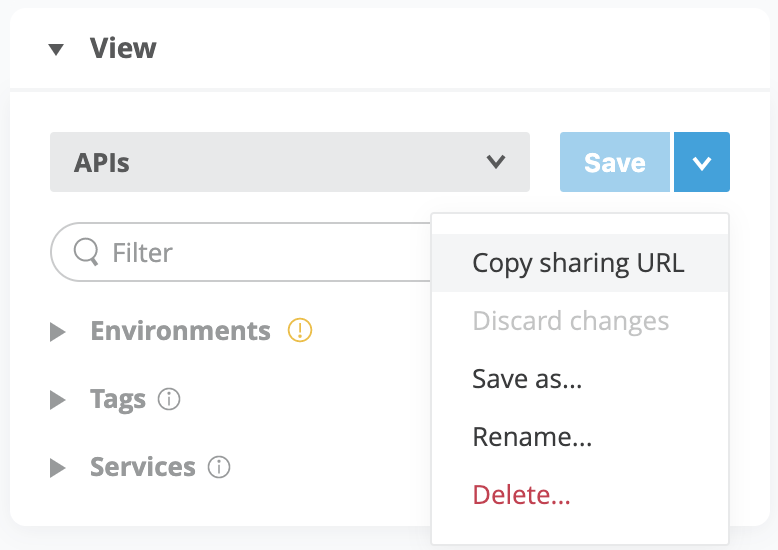 View
APIs
Save
Filter
Copy sharing URL
Discard changes
Environments
Save as...
Tags
Rename...
Services
Delete...